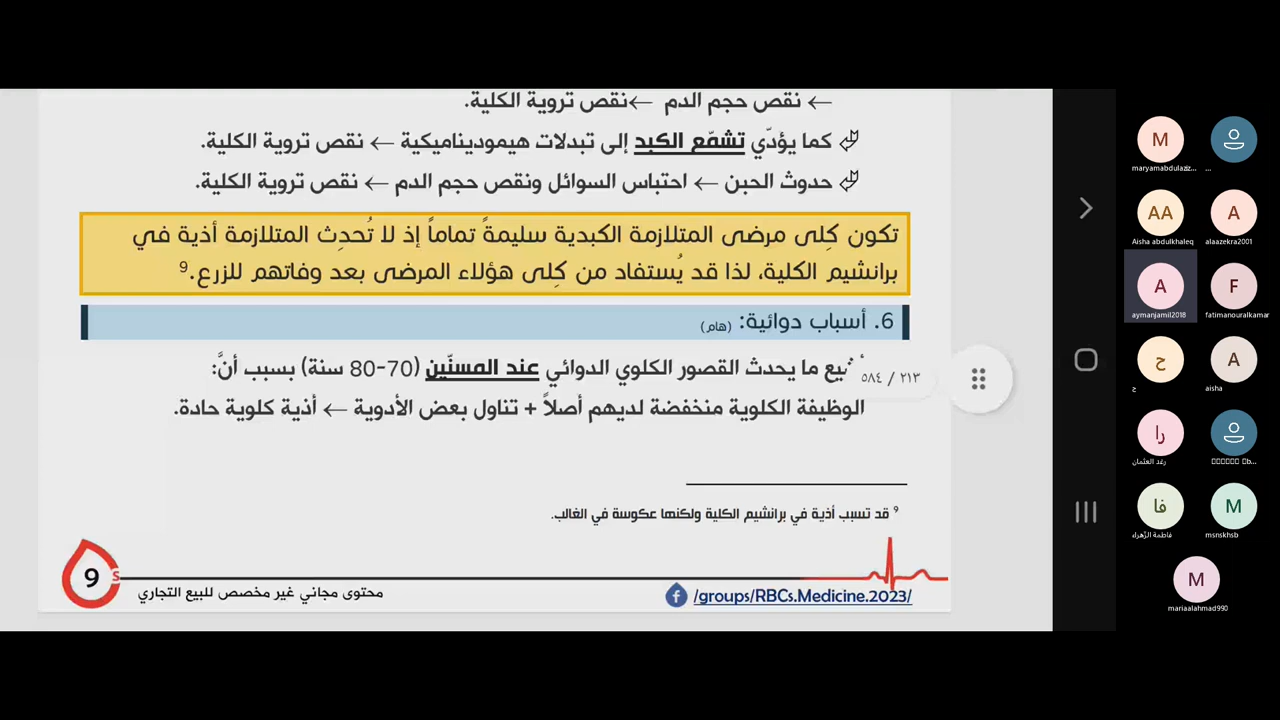 ← نقص حجم الدم ← نقص تروية الكلية.
كما يؤدّي تشمّع الكبد إلى تبدلات هيموديناميكية ← نقص تروية الكلية.
حدوث الحبن ← احتباس السوائل ونقص حجم الدم ← نقص تروية الكلية.
تكون كِلى مرضى المتلازمة الكبدية سليمةً تماماً إذ لا تُحدِث المتلازمة أذية في
برانشيم الكلية، لذا قد يُستفاد من كِلى هؤلاء المرضى بعد وفاتهم للزرع.⁹
6. أسباب دوائية: (هام)
ما يحدث القصور الكلوي الدوائي عند المسنّين (70-80 سنة) بسبب أنَّ:
٢١٣ / ٥٨٤
الوظيفة الكلوية منخفضة لديهم أصلاً + تناول بعض الأدوية ← أذية كلوية حادة.
⁹ قد تسبب أذية في برانشيم الكلية ولكنها عكوسة في الغالب.
9
محتوى مجاني غير مخصص للبيع التجاري
/groups/RBCs.Medicine.2023/
M
maryamabdulaziz...
...
AA
Aisha abdulkhaleq
A
alaazekra2001
A
aymanjamil2018
F
fatimanouralkamar
ح
ح
A
aisha
را
رغد العثمان
فا
فاطمة الزهراء
M
msnskhsb
M
mariaalahmad990